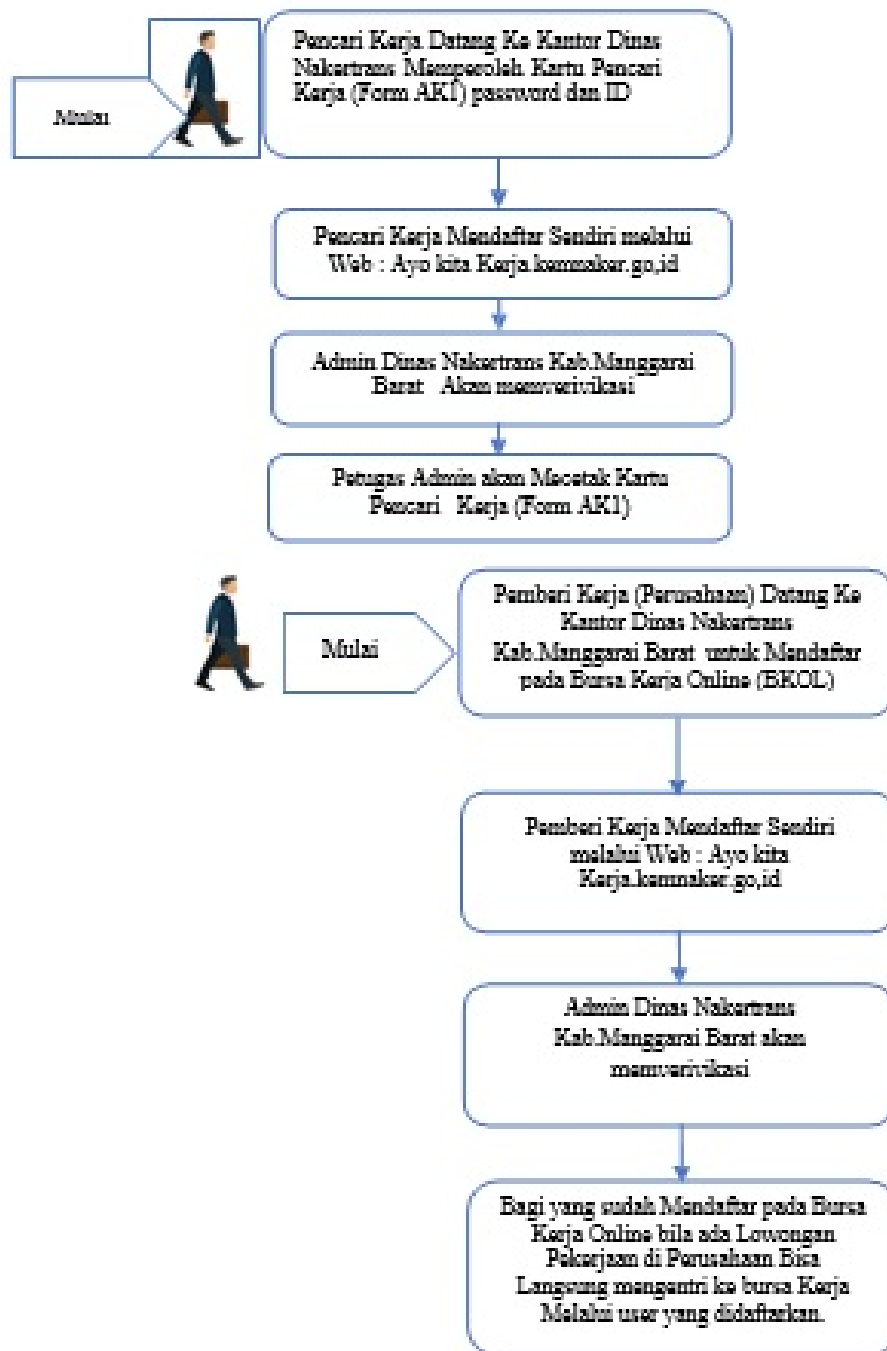 Mulai
Pencari Kerja Datang Ke Kantor Dinas
Nakertrans Memperoleh Kartu Pencari
Kerja (Form AK1) password dan ID
Pencari Kerja Mendaftar Sendiri melalui
Web : Ayo kita Kerja.kemnaker.go,id
Admin Dinas Nakertrans Kab.Manggarai
Barat Akan memverivikasi
Petugas Admin akan Mecetak Kartu
Pencari Kerja (Form AK1)
Mulai
Pemberi Kerja (Perusahaan) Datang Ke
Kantor Dinas Nakertrans
Kab.Manggarai Barat untuk Mendaftar
pada Bursa Kerja Online (BKOL)
Pemberi Kerja Mendaftar Sendiri
melalui Web : Ayo kita
Kerja.kemnaker.go,id
Admin Dinas Nakertrans
Kab.Manggarai Barat akan
memverivikasi
Bagi yang sudah Mendaftar pada Bursa
Kerja Online bila ada Lowongan
Pekerjaan di Perusahaan Bisa
Langsung mengentri ke bursa Kerja
Melalui user yang didaftarkan.